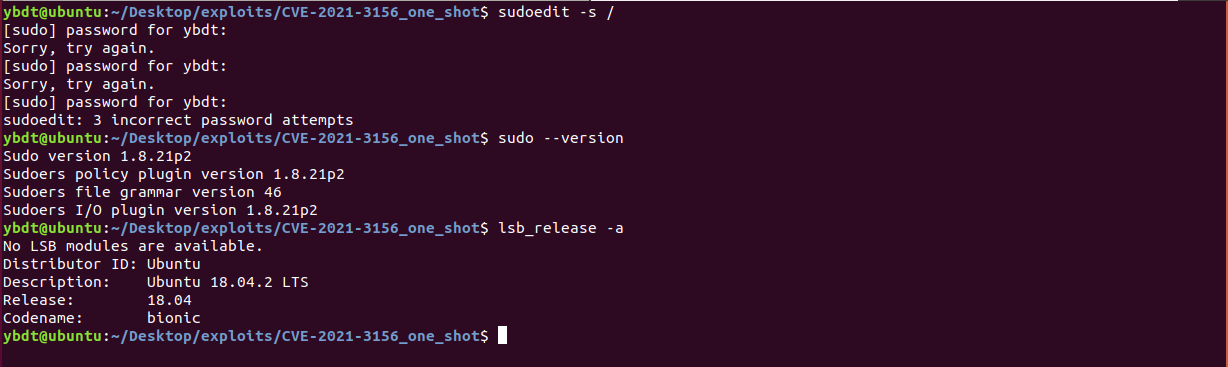 ybdt@ubuntu:~/Desktop/exploits/CVE-2021-3156_one_shot$ sudoedit -s /
[sudo] password for ybdt:
Sorry, try again.
[sudo] password for ybdt:
Sorry, try again.
[sudo] password for ybdt:
sudoedit: 3 incorrect password attempts
ybdt@ubuntu:~/Desktop/exploits/CVE-2021-3156_one_shot$ sudo --version
Sudo version 1.8.21p2
Sudoers policy plugin version 1.8.21p2
Sudoers file grammar version 46
Sudoers I/O plugin version 1.8.21p2
ybdt@ubuntu:~/Desktop/exploits/CVE-2021-3156_one_shot$ lsb_release -a
No LSB modules are available.
Distributor ID: Ubuntu
Description:    Ubuntu 18.04.2 LTS
Release:        18.04
Codename:       bionic
ybdt@ubuntu:~/Desktop/exploits/CVE-2021-3156_one_shot$